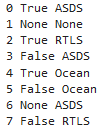 0 True ASDS
1 None None
2 True RTLS
3 False ASDS
4 True Ocean
5 False Ocean
6 None ASDS
7 False RTLS